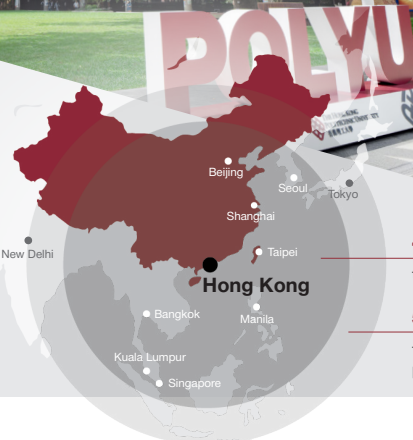 POLYU
Beijing
Seoul
Tokyo
Shanghai
Taipei
New Delhi
Hong Kong
Bangkok
Manila
Kuala Lumpur
Singapore